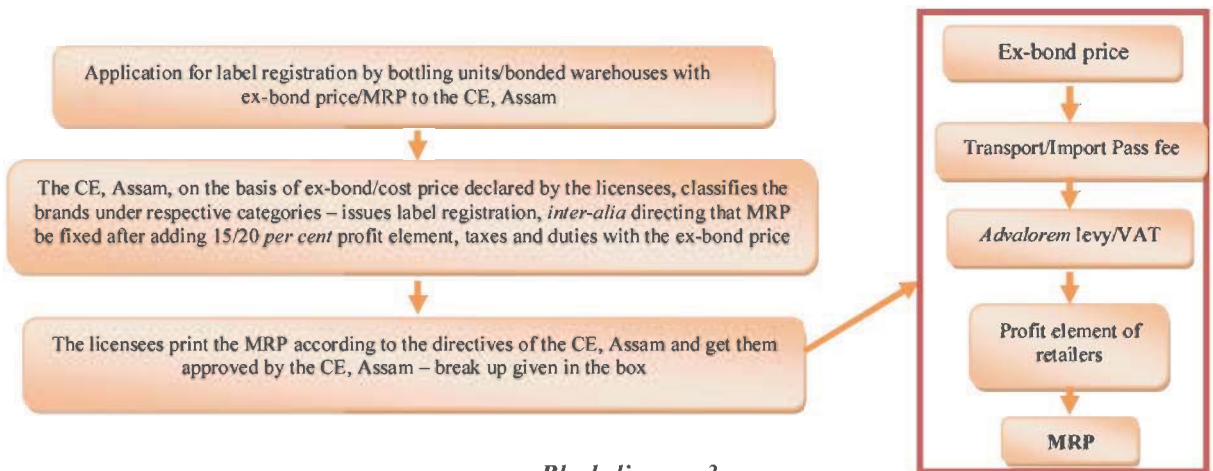 Application for label registration by bottling units/bonded warehouses with
ex-bond price/MRP to the CE, Assam
The CE, Assam, on the basis of ex-bond/cost price declared by the licensees, classifies the
brands under respective categories – issues label registration, inter-alia directing that MRP
be fixed after adding 15/20 per cent profit element, taxes and duties with the ex-bond price
The licensees print the MRP according to the directives of the CE, Assam and get them
approved by the CE, Assam – break up given in the box
Ex-bond price
Transport/Import Pass fee
Advalorem levy/VAT
Profit element of
retailers
MRP